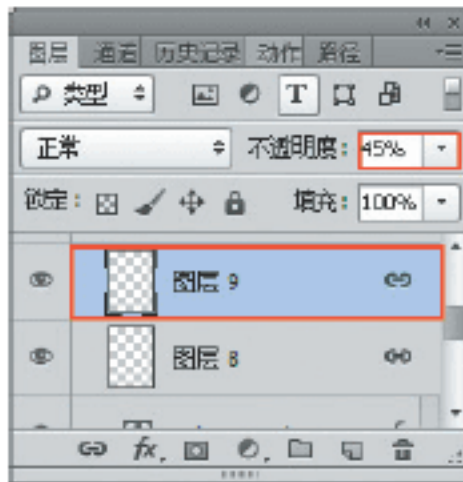 图层 通道 历史记录 动作 路径
类型 T
正常 不透明度: 45%
锁定: 填充: 100%
图层 9
图层 8
fx.